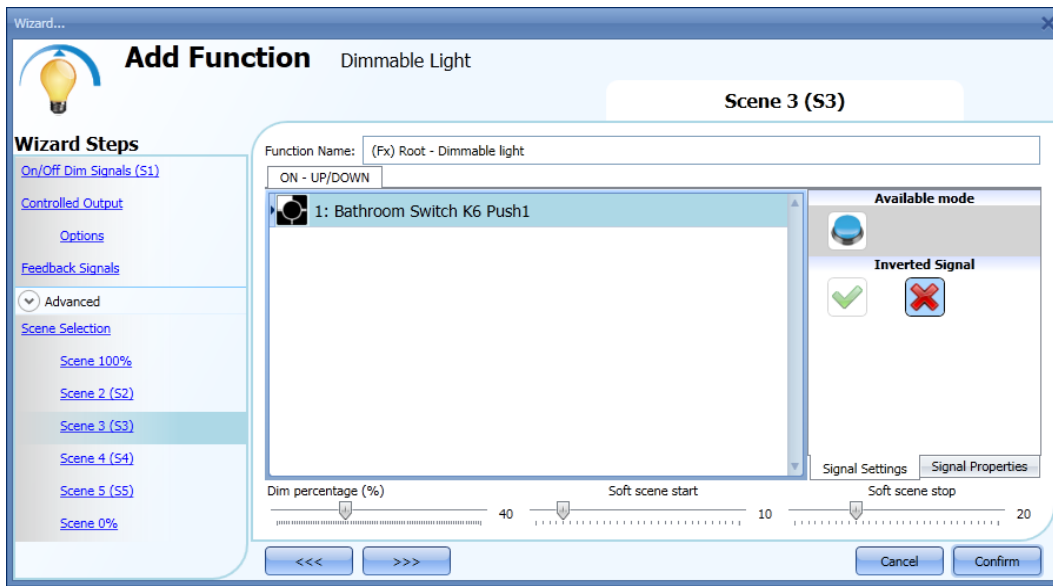 Wizard...
Add Function Dimmable Light
Scene 3 (S3)
Wizard Steps
On/Off Dim Signals (S1)
Controlled Output
Options
Feedback Signals
Advanced
Scene Selection
Scene 100%
Scene 2 (S2)
Scene 3 (S3)
Scene 4 (S4)
Scene 5 (S5)
Scene 0%
Function Name: (Fx) Root - Dimmable light
ON - UP/DOWN
1: Bathroom Switch K6 Push1
Available mode
Inverted Signal
Signal Settings Signal Properties
Dim percentage (%) Soft scene start Soft scene stop
40 10 20
<<< >>> Cancel Confirm